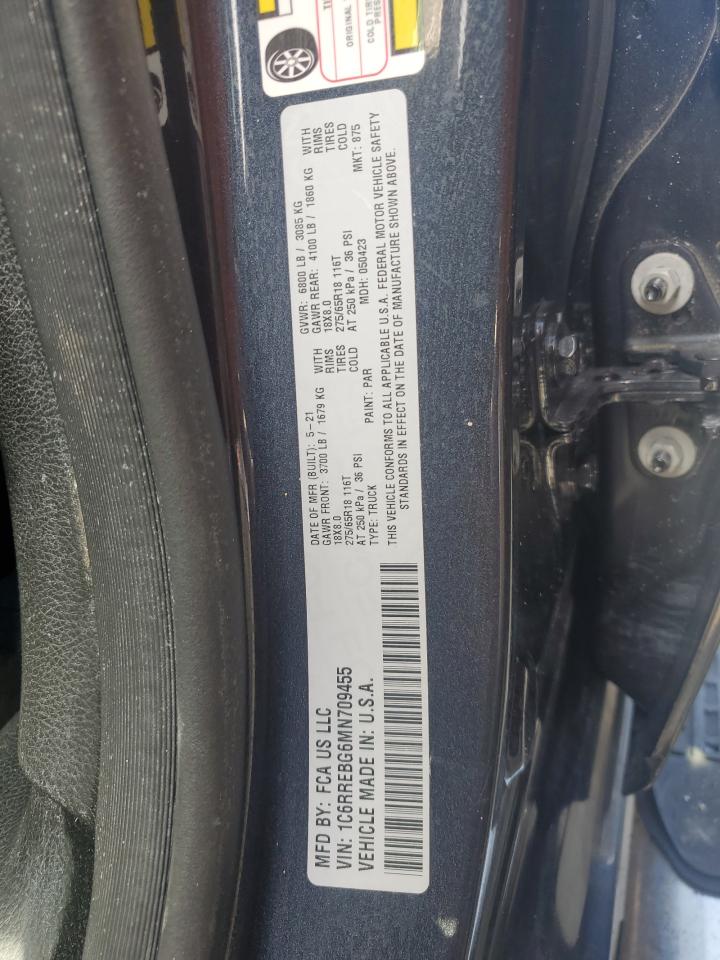 MFD BY: FCA US LLC
VIN: 1C6RREBG6MN709455
VEHICLE MADE IN: U.S.A.
DATE OF MFR (BUILT): 5-21
GAWR FRONT: 3700 LB / 1679 KG WITH
18X8.0 RIMS
275/65R18 116T TIRES
AT 250 kPa / 36 PSI COLD
TYPE: TRUCK PAINT: PAR
GVWR: 6800 LB / 3085 KG
GAWR REAR: 4100 LB / 1860 KG WITH
18X8.0 RIMS
275/65R18 116T TIRES
AT 250 kPa / 36 PSI COLD
MDH: 050423 MKT: 875
THIS VEHICLE CONFORMS TO ALL APPLICABLE U.S.A. FEDERAL MOTOR VEHICLE SAFETY
STANDARDS IN EFFECT ON THE DATE OF MANUFACTURE SHOWN ABOVE.
ORIGINAL
COLD TIRE